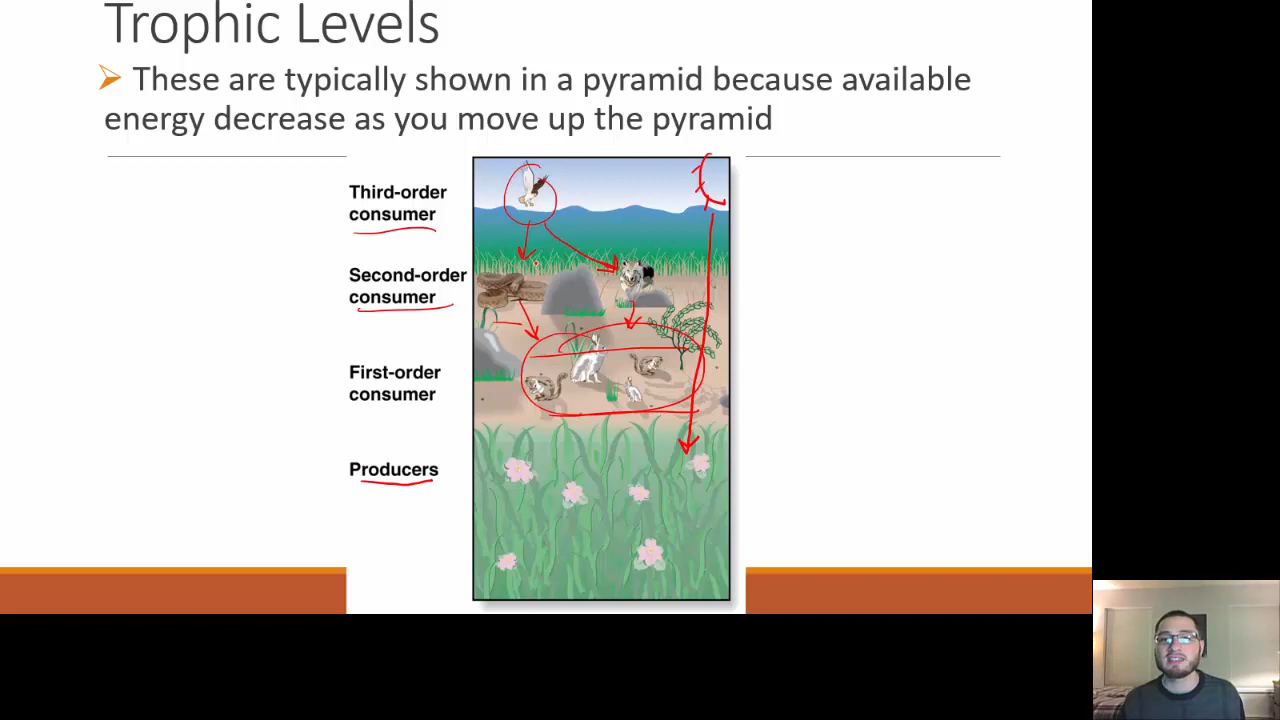 Trophic Levels
➢ These are typically shown in a pyramid because available
energy decrease as you move up the pyramid
Third-order
consumer
Second-order
consumer
First-order
consumer
Producers